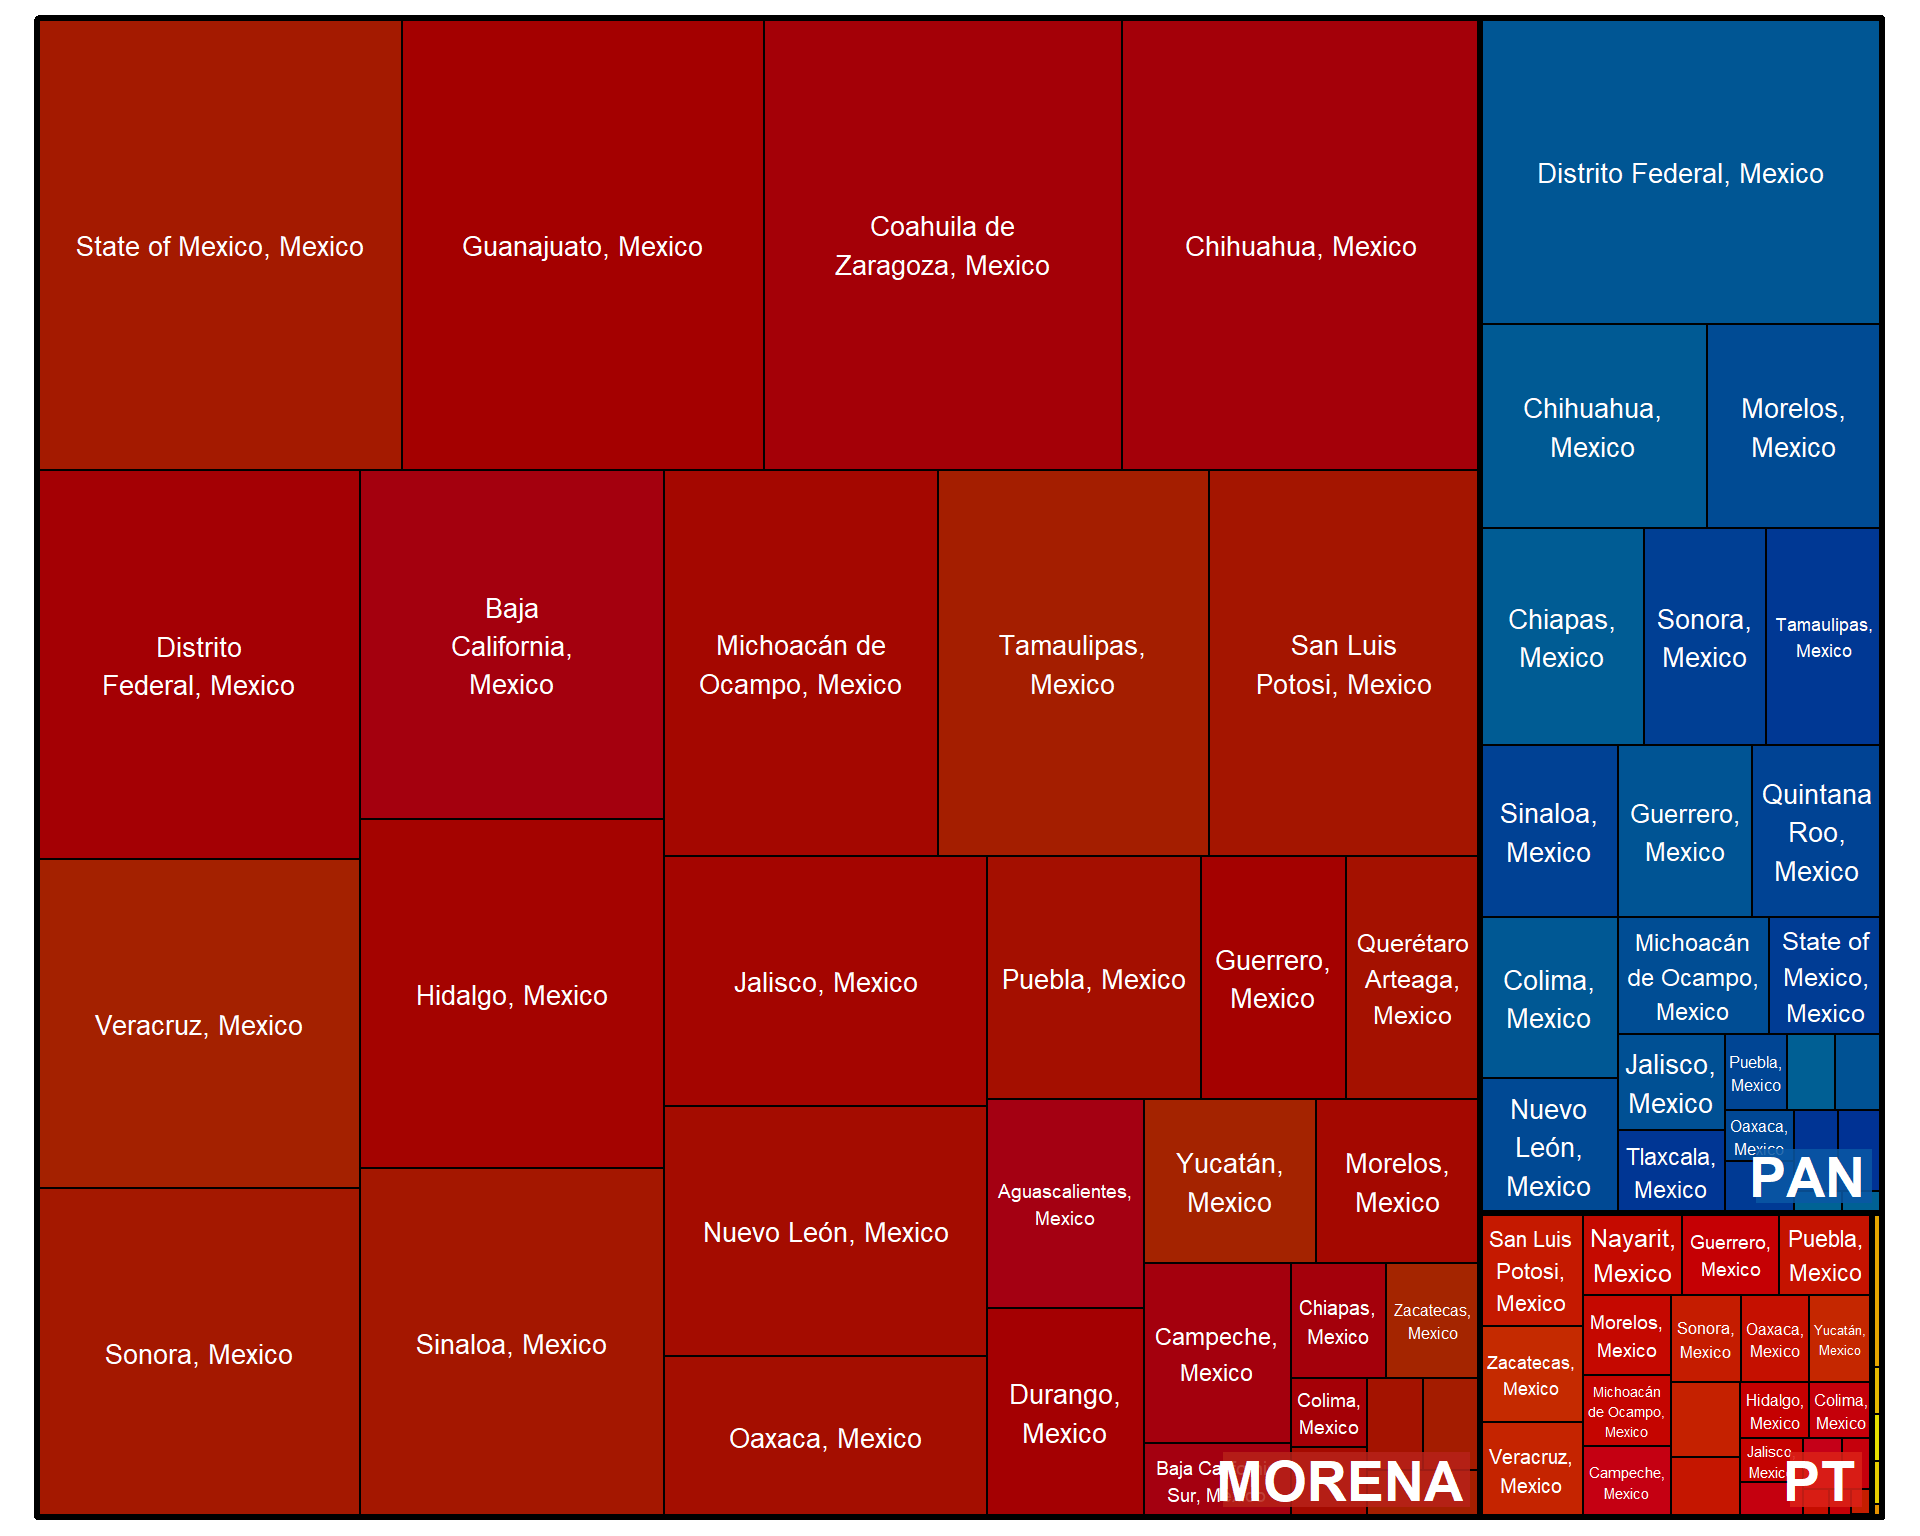 State of Mexico, Mexico
Guanajuato, Mexico
Coahuila de
Zaragoza, Mexico
Chihuahua, Mexico
Distrito
Federal, Mexico
Baja
California,
Mexico
Michoacán de
Ocampo, Mexico
Tamaulipas,
Mexico
San Luis
Potosi, Mexico
Veracruz, Mexico
Hidalgo, Mexico
Jalisco, Mexico
Puebla, Mexico
Guerrero,
Mexico
Querétaro
Arteaga,
Mexico
Sonora, Mexico
Sinaloa, Mexico
Nuevo León, Mexico
Oaxaca, Mexico
Aguascalientes,
Mexico
Yucatán,
Mexico
Morelos,
Mexico
Durango,
Mexico
Campeche,
Mexico
Chiapas,
Mexico
Zacatecas,
Mexico
Colima,
Mexico
Baja California
Sur, Mexico
MORENA
Distrito Federal, Mexico
Chihuahua,
Mexico
Morelos,
Mexico
Chiapas,
Mexico
Sonora,
Mexico
Tamaulipas,
Mexico
Sinaloa,
Mexico
Guerrero,
Mexico
Quintana
Roo,
Mexico
Colima,
Mexico
Michoacán
de Ocampo,
Mexico
State of
Mexico,
Mexico
Nuevo
León,
Mexico
Jalisco,
Mexico
Puebla,
Mexico
Oaxaca,
Mexico
Tlaxcala,
Mexico
PAN
San Luis
Potosi,
Mexico
Nayarit,
Mexico
Guerrero,
Mexico
Puebla,
Mexico
Zacatecas,
Mexico
Morelos,
Mexico
Sonora,
Mexico
Oaxaca,
Mexico
Yucatán,
Mexico
Michoacán
de Ocampo,
Mexico
Hidalgo,
Mexico
Colima,
Mexico
Veracruz,
Mexico
Campeche,
Mexico
Jalisco,
Mexico
PT